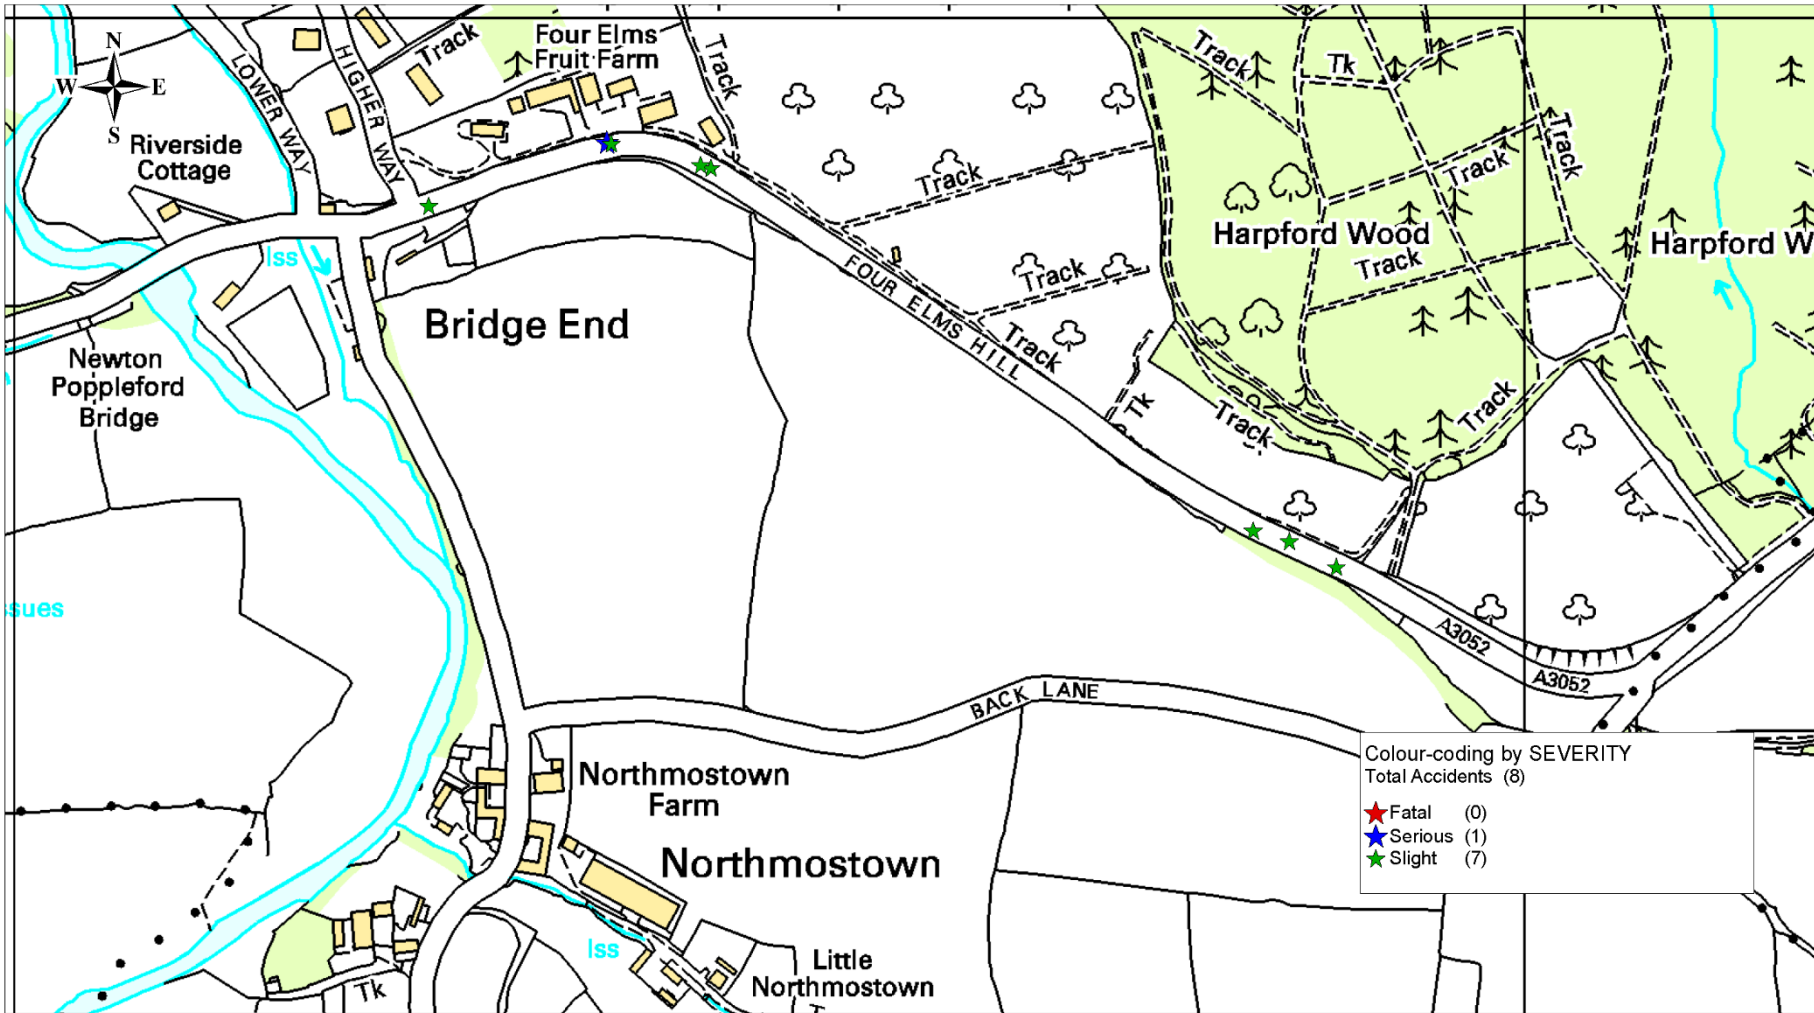 N
W
E
S
LOWER WAY
HIGHER WAY
Track
Four Elms
Fruit Farm
Track
Riverside
Cottage
Track
Tk
Track
Track
Track
Harpford Wood
Harpford W
Track
Track
Iss
FOUR ELMS HILL
Bridge End
Track
Newton
Poppleford
Bridge
Tk
Track
Track
ssues
A3052
A3052
BACK LANE
Northmostown
Farm
Northmostown
Iss
Little
Northmostown
Tk
Colour-coding by SEVERITY
Total Accidents (8)
Fatal (0)
Serious (1)
Slight (7)